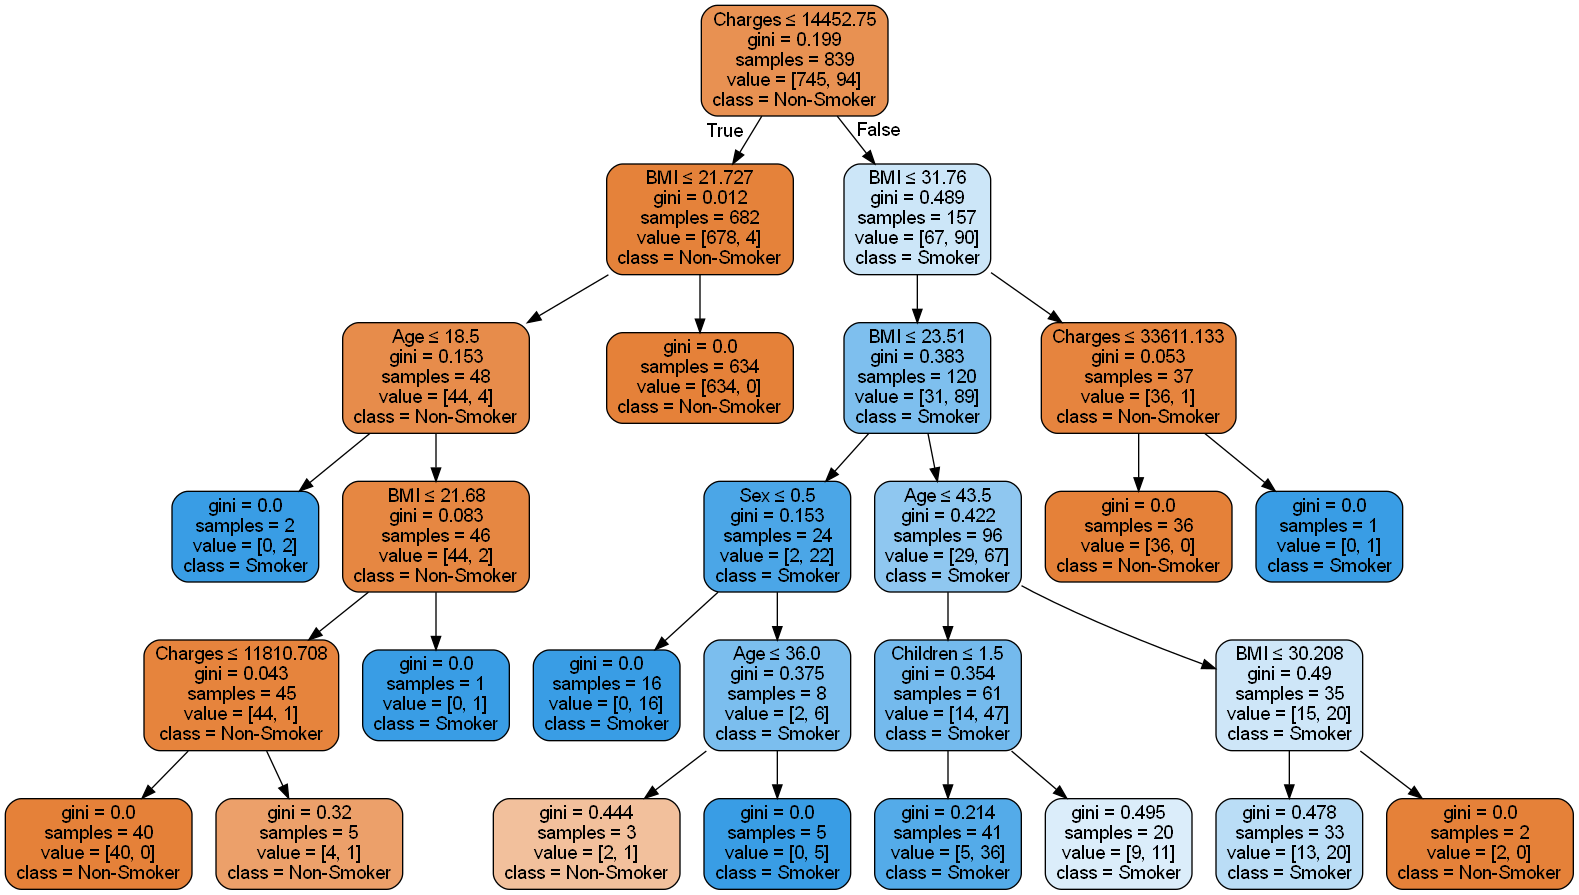 Charges ≤ 14452.75
gini = 0.199
samples = 839
value = [745, 94]
class = Non-Smoker
True
False
BMI ≤ 21.727
gini = 0.012
samples = 682
value = [678, 4]
class = Non-Smoker
BMI ≤ 31.76
gini = 0.489
samples = 157
value = [67, 90]
class = Smoker
Age ≤ 18.5
gini = 0.153
samples = 48
value = [44, 4]
class = Non-Smoker
gini = 0.0
samples = 634
value = [634, 0]
class = Non-Smoker
BMI ≤ 23.51
gini = 0.383
samples = 120
value = [31, 89]
class = Smoker
Charges ≤ 33611.133
gini = 0.053
samples = 37
value = [36, 1]
class = Non-Smoker
gini = 0.0
samples = 2
value = [0, 2]
class = Smoker
BMI ≤ 21.68
gini = 0.083
samples = 46
value = [44, 2]
class = Non-Smoker
Sex ≤ 0.5
gini = 0.153
samples = 24
value = [2, 22]
class = Smoker
Age ≤ 43.5
gini = 0.422
samples = 96
value = [29, 67]
class = Smoker
gini = 0.0
samples = 36
value = [36, 0]
class = Non-Smoker
gini = 0.0
samples = 1
value = [0, 1]
class = Smoker
Charges ≤ 11810.708
gini = 0.043
samples = 45
value = [44, 1]
class = Non-Smoker
gini = 0.0
samples = 1
value = [0, 1]
class = Smoker
gini = 0.0
samples = 16
value = [0, 16]
class = Smoker
Age ≤ 36.0
gini = 0.375
samples = 8
value = [2, 6]
class = Smoker
Children ≤ 1.5
gini = 0.354
samples = 61
value = [14, 47]
class = Smoker
BMI ≤ 30.208
gini = 0.49
samples = 35
value = [15, 20]
class = Smoker
gini = 0.0
samples = 40
value = [40, 0]
class = Non-Smoker
gini = 0.32
samples = 5
value = [4, 1]
class = Non-Smoker
gini = 0.444
samples = 3
value = [2, 1]
class = Non-Smoker
gini = 0.0
samples = 5
value = [0, 5]
class = Smoker
gini = 0.214
samples = 41
value = [5, 36]
class = Smoker
gini = 0.495
samples = 20
value = [9, 11]
class = Smoker
gini = 0.478
samples = 33
value = [13, 20]
class = Smoker
gini = 0.0
samples = 2
value = [2, 0]
class = Non-Smoker